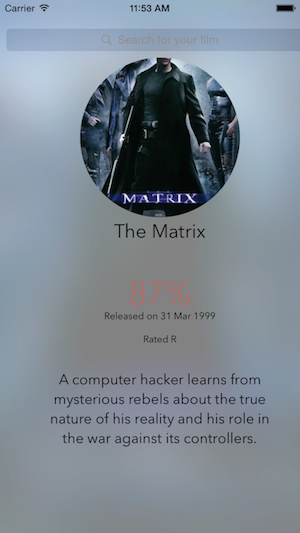 Carrier 11:53 AM
Search for your film
MATRIX
The Matrix
87%
Released on 31 Mar 1999
Rated R
A computer hacker learns from
mysterious rebels about the true
nature of his reality and his role in
the war against its controllers.